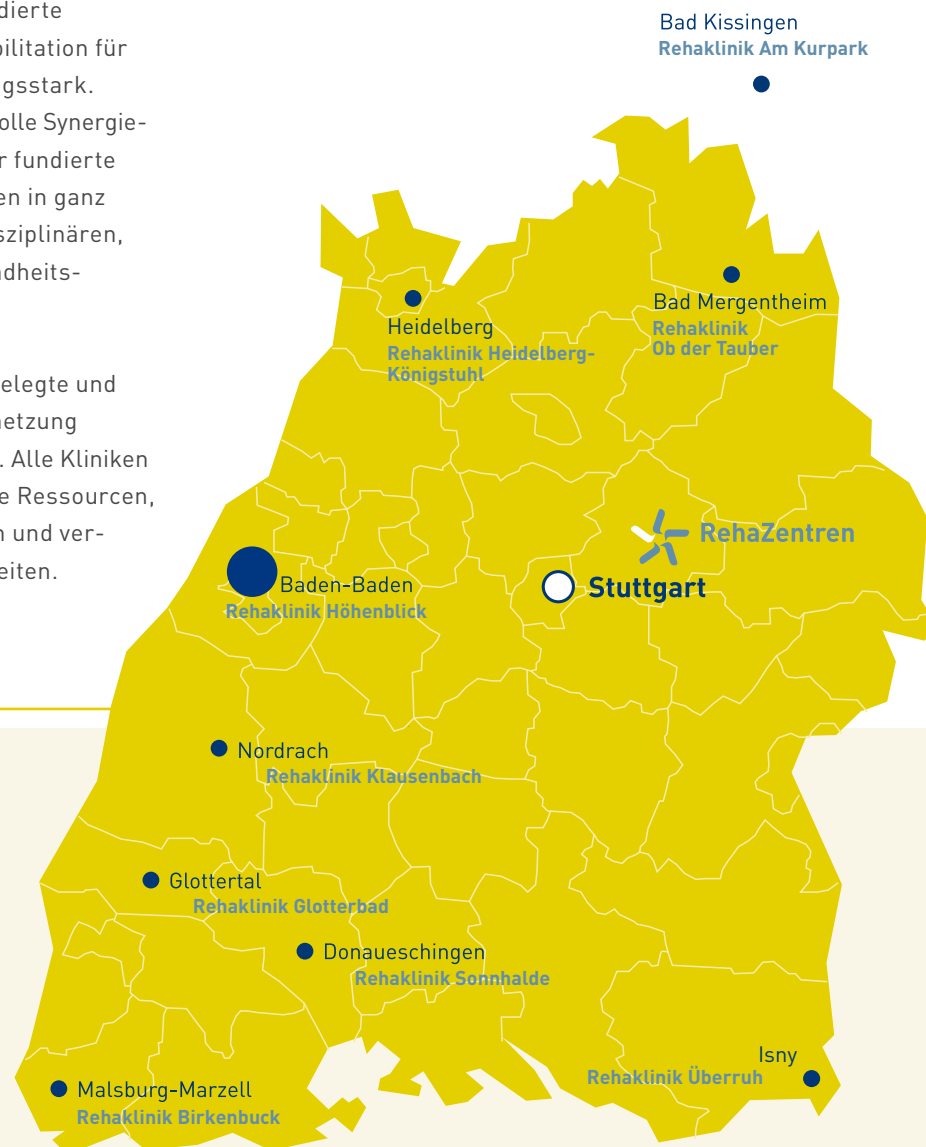 dierte
bilitation für
gsstark.
olle Synergie-
r fundierte
en in ganz
sziplinären,
ndheits-
elegte und
netzung
. Alle Kliniken
e Ressourcen,
n und ver-
eiten.
Bad Kissingen
Rehaklinik Am Kurpark
Bad Mergentheim
Rehaklinik
Ob der Tauber
Heidelberg
Rehaklinik Heidelberg-
Königstuhl
RehaZentren
Stuttgart
Baden-Baden
Rehaklinik Höhenblick
Nordrach
Rehaklinik Klausenbach
Glottertal
Rehaklinik Glotterbad
Donaueschingen
Rehaklinik Sonnhalde
Isny
Rehaklinik Überruh
Malsburg-Marzell
Rehaklinik Birkenbuck